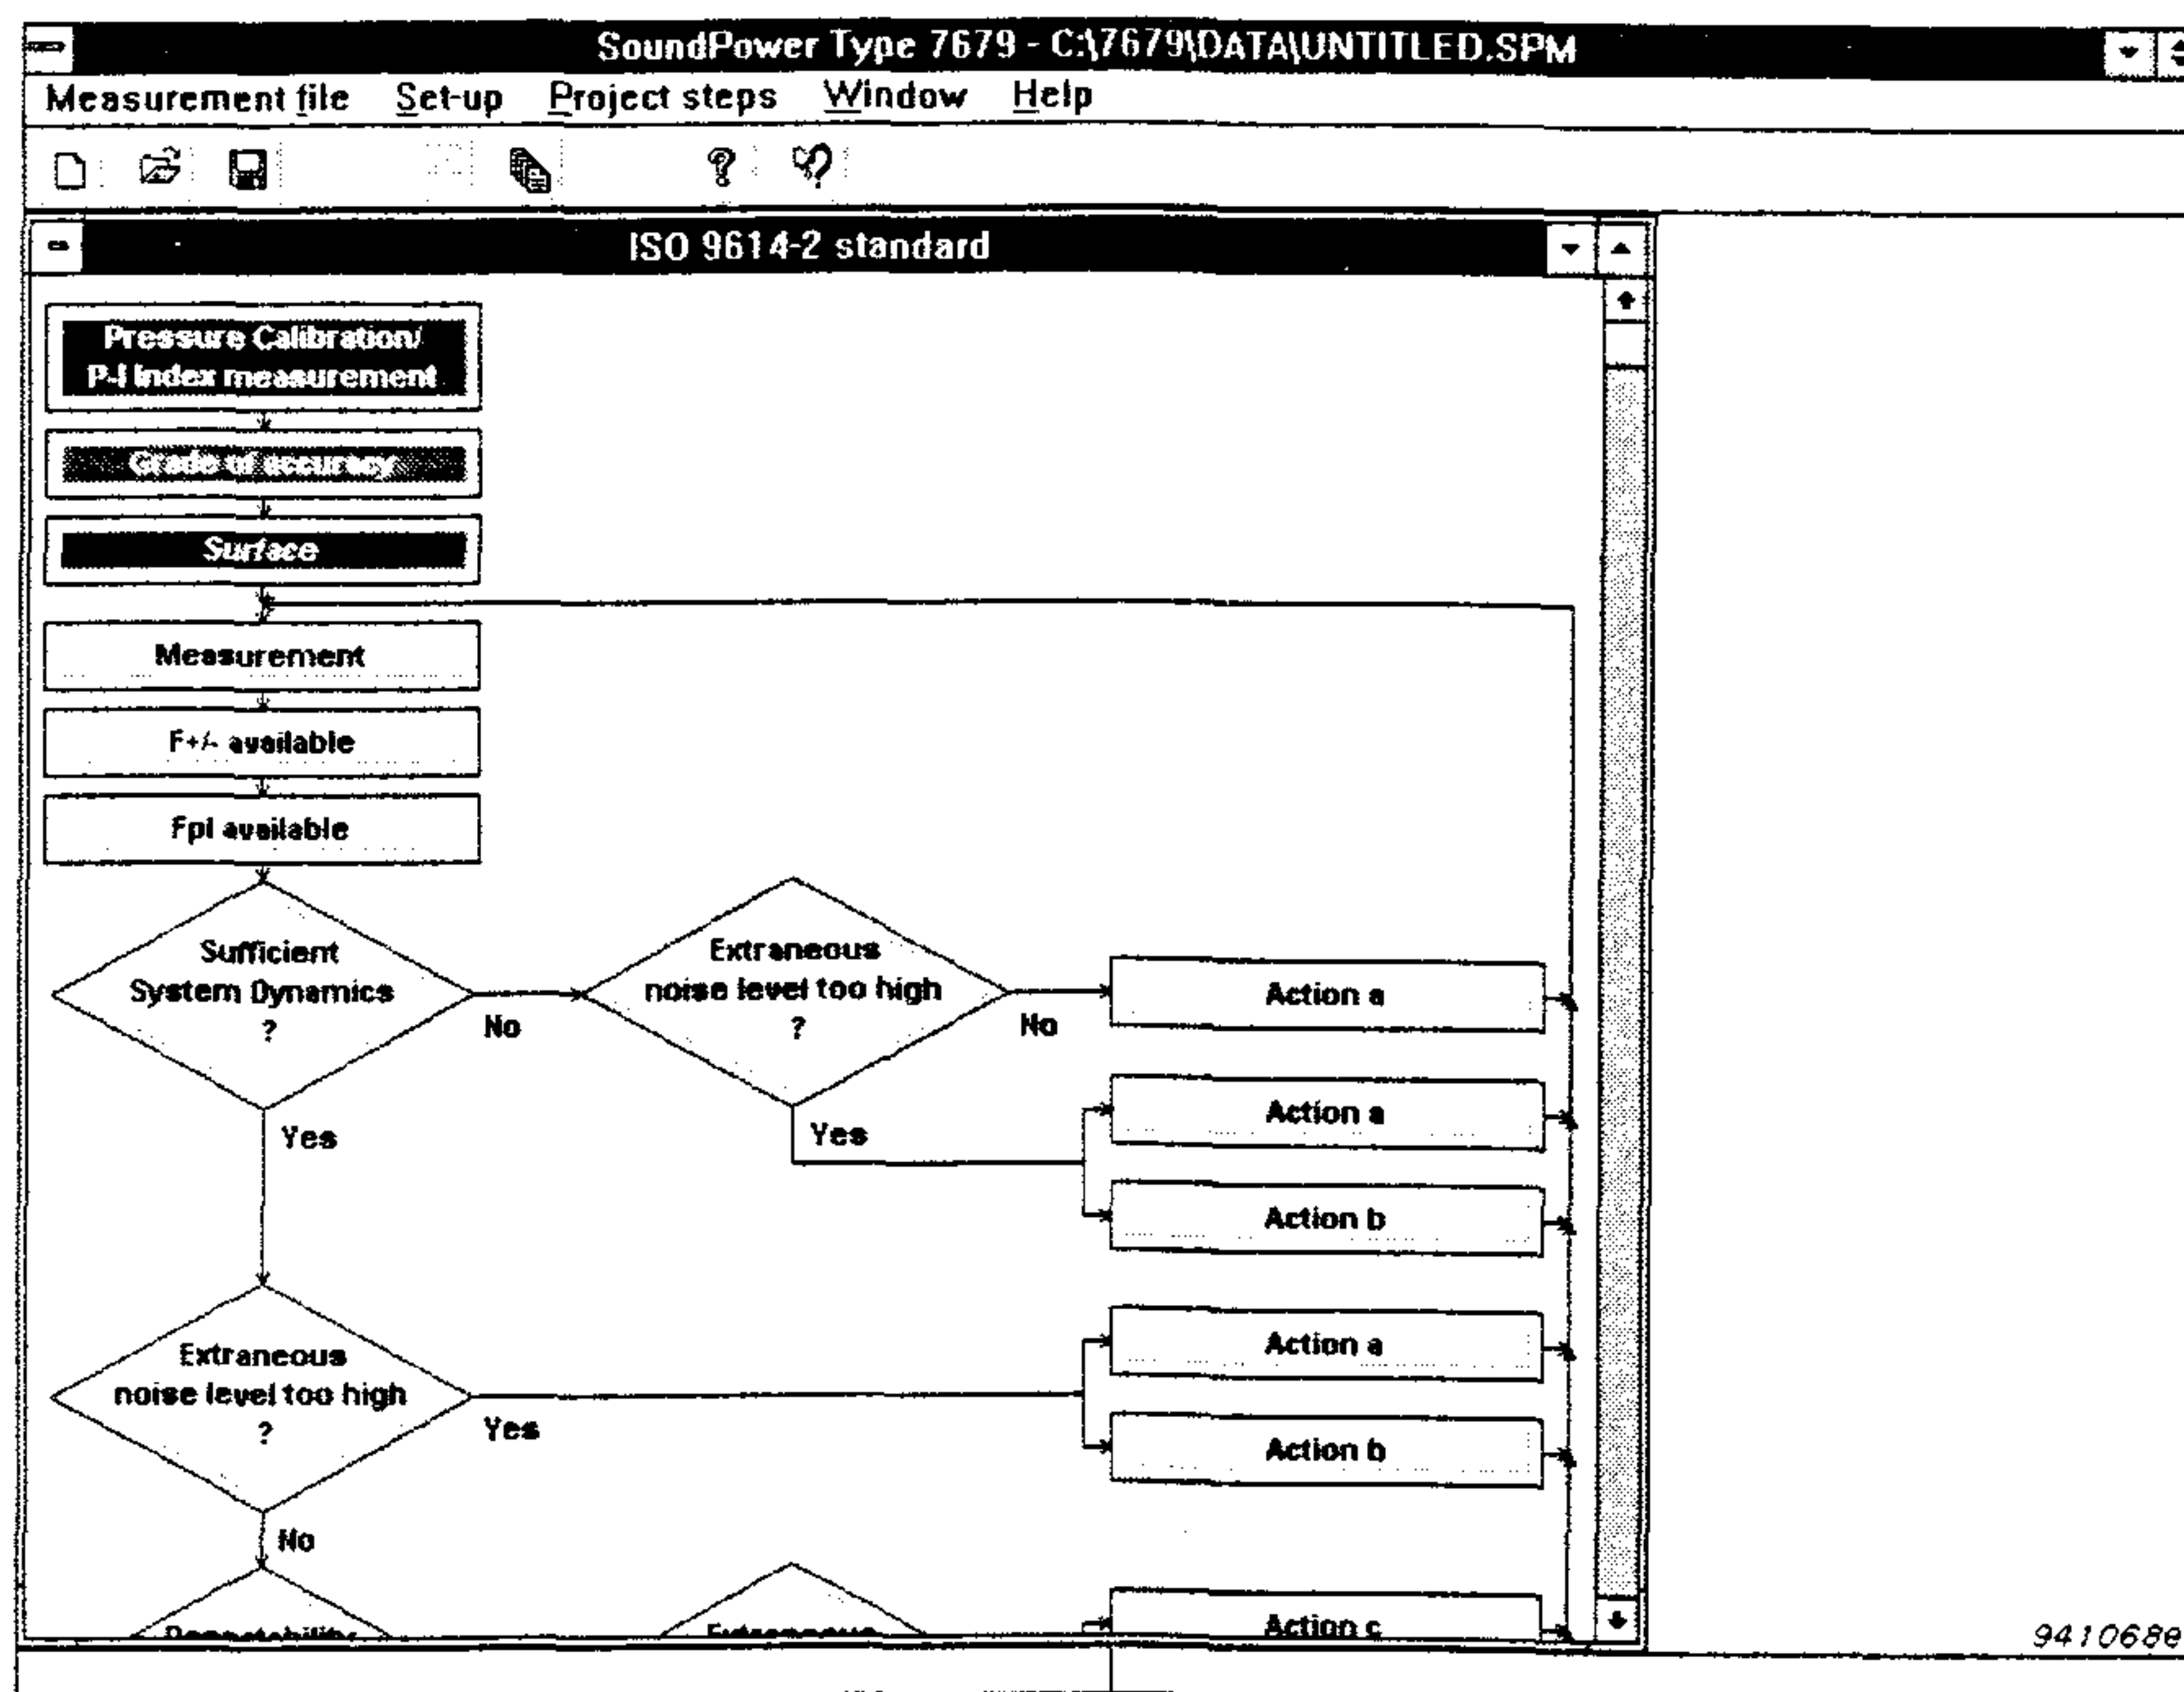 SoundPower Type 7679 - C:\7679\DATA\UNTITLED.SPM
Measurement file Set-up Project steps Window Help
ISO 9614-2 standard
Pressure Calibration/
P-I Index measurement
Grade of accuracy
Surface
Measurement
F+/- available
FpI available
Sufficient
System Dynamics
?
No
Yes
Extraneous
noise level too high
?
No
Yes
Action a
Action a
Action b
Extraneous
noise level too high
?
Yes
No
Action a
Action b
Repeatability
Extraneous
Action c
941068e